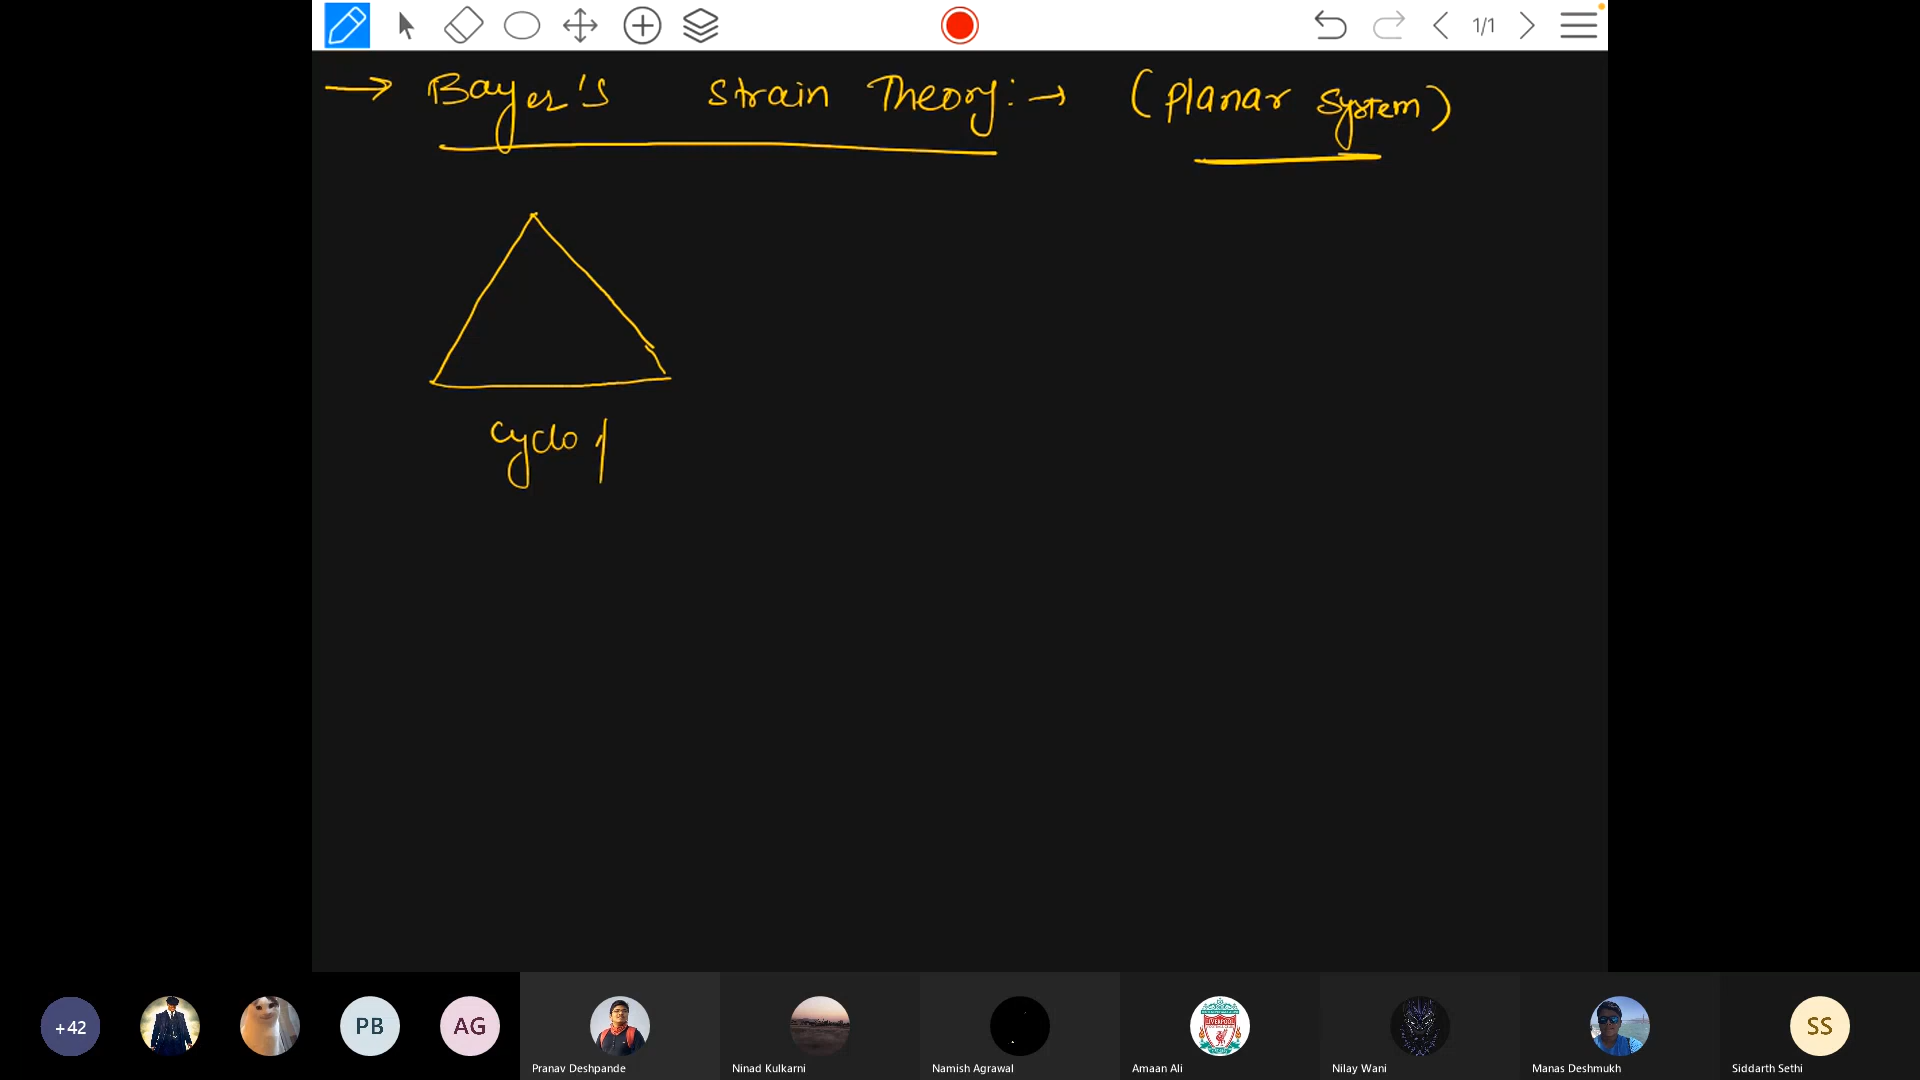 1/1
→ Bayer's strain Theory:→ (planar system)
cyclo p
+42
PB
AG
SS
Pranav Deshpande
Ninad Kulkarni
Namish Agrawal
Amaan Ali
Nilay Wani
Manas Deshmukh
Siddarth Sethi